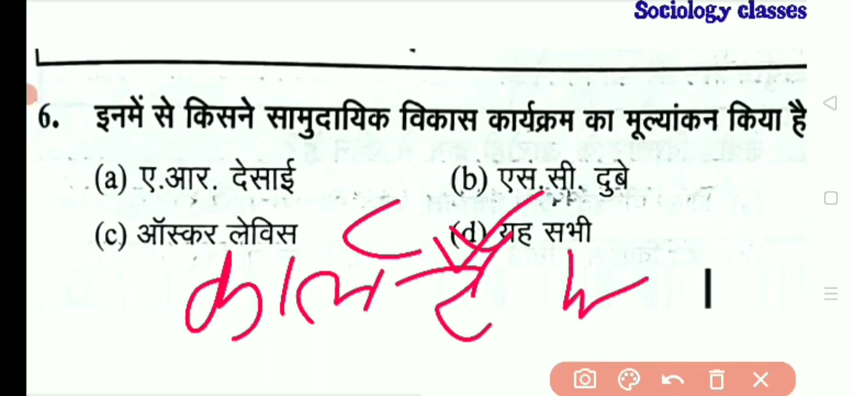 Sociology classes
6. इनमें से किसने सामुदायिक विकास कार्यक्रम का मूल्यांकन किया है
(a) ए.आर. देसाई (b) एस.सी. दुबे
(c) ऑस्कर लेविस (d) यह सभी